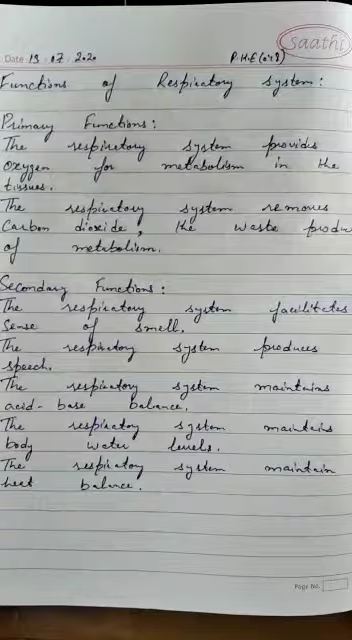 saathi
Date 13 . 07 . 2020
P.H.E (048)
Functions of Respiratory system:
Primary Functions:
The respiratory system provids
oxygen for metabolism in the
tissues.
The respiratory system removes
Carbon dioxide, the waste produ
of metabolism.
Secondary Functions:
The respiratory system facilitates
Sense of smell.
The respiratory system produces
speech.
The respiratory system maintains
acid-base balance.
The respiratory system maintains
body water levels.
The respiratory system maintain
heat balance.
Page No.